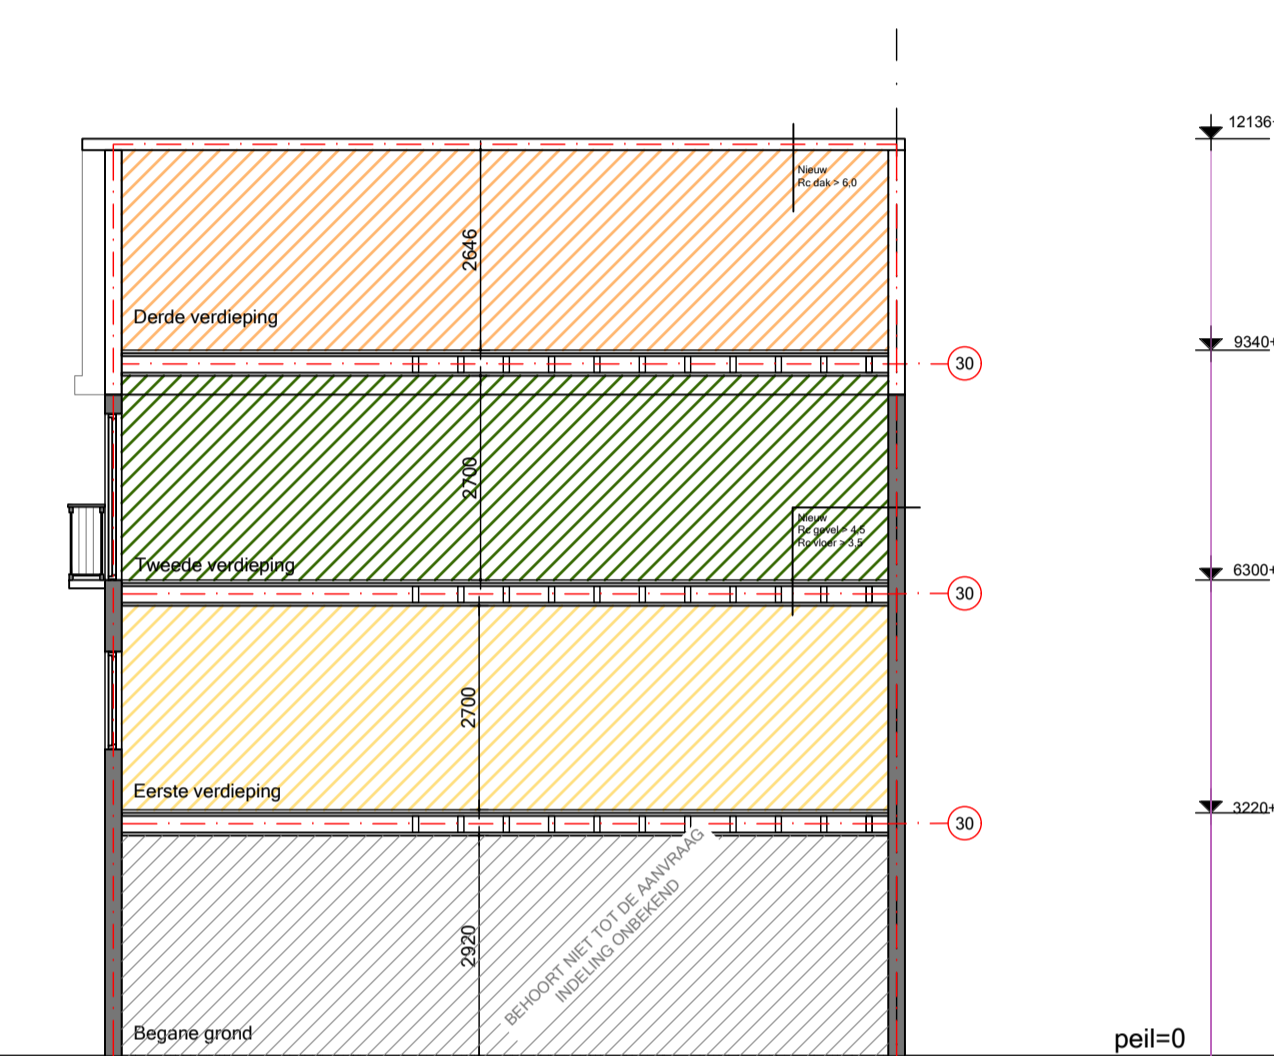 12136+
Nieuw
Rc dak > 6,0
2646
Derde verdieping
9340+
30
2700
Nieuw
Rc gevel > 4,5
Rc vloer > 3,5
Tweede verdieping
6300+
30
2700
Eerste verdieping
3220+
30
BEHOORT NIET TOT DE AANVRAAG
INDELING ONBEKEND
2920
Begane grond
peil=0